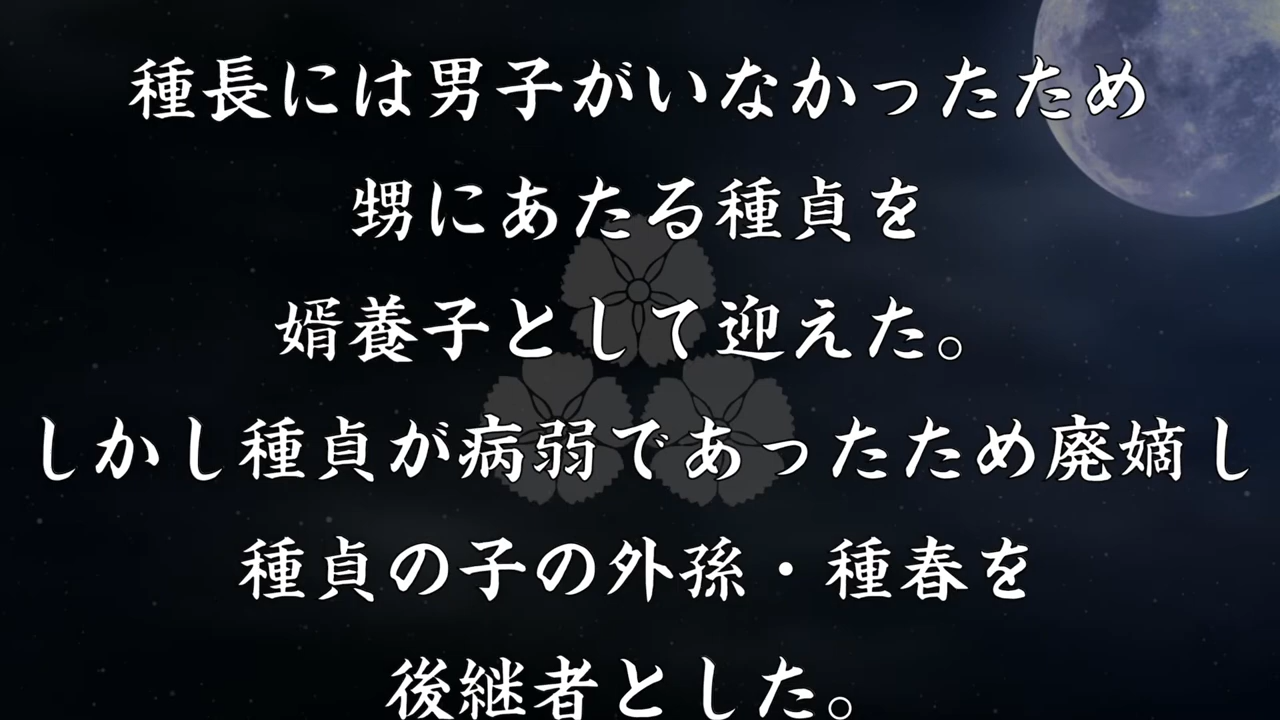 種長には男子がいなかったため
甥にあたる種貞を
婿養子として迎えた。
しかし種貞が病弱であったため廃嫡し
種貞の子の外孫・種春を
後継者とした。